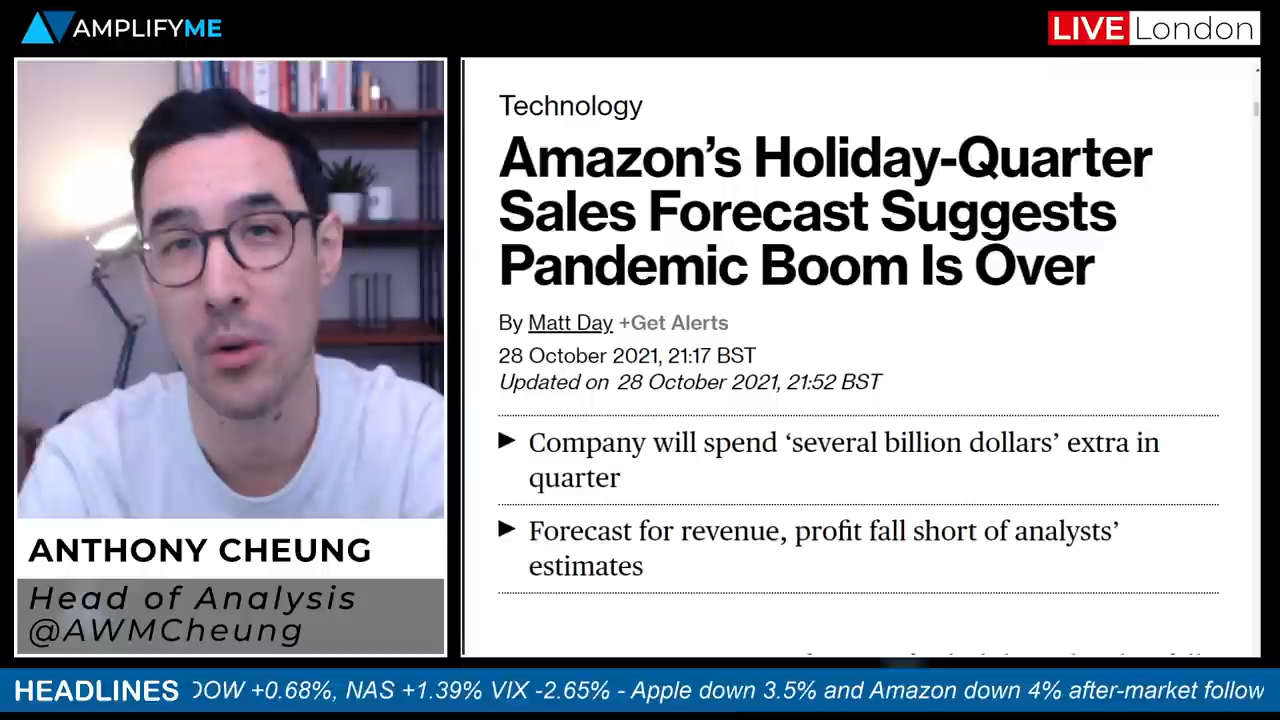 AMPLIFYME
LIVE London
Technology
Amazon's Holiday-Quarter
Sales Forecast Suggests
Pandemic Boom Is Over
By Matt Day +Get Alerts
28 October 2021, 21:17 BST
Updated on 28 October 2021, 21:52 BST
▶ Company will spend ‘several billion dollars’ extra in
quarter
▶ Forecast for revenue, profit fall short of analysts’
estimates
ANTHONY CHEUNG
Head of Analysis
@AWMCheung
HEADLINES DOW +0.68%, NAS +1.39% VIX -2.65% - Apple down 3.5% and Amazon down 4% after-market follow